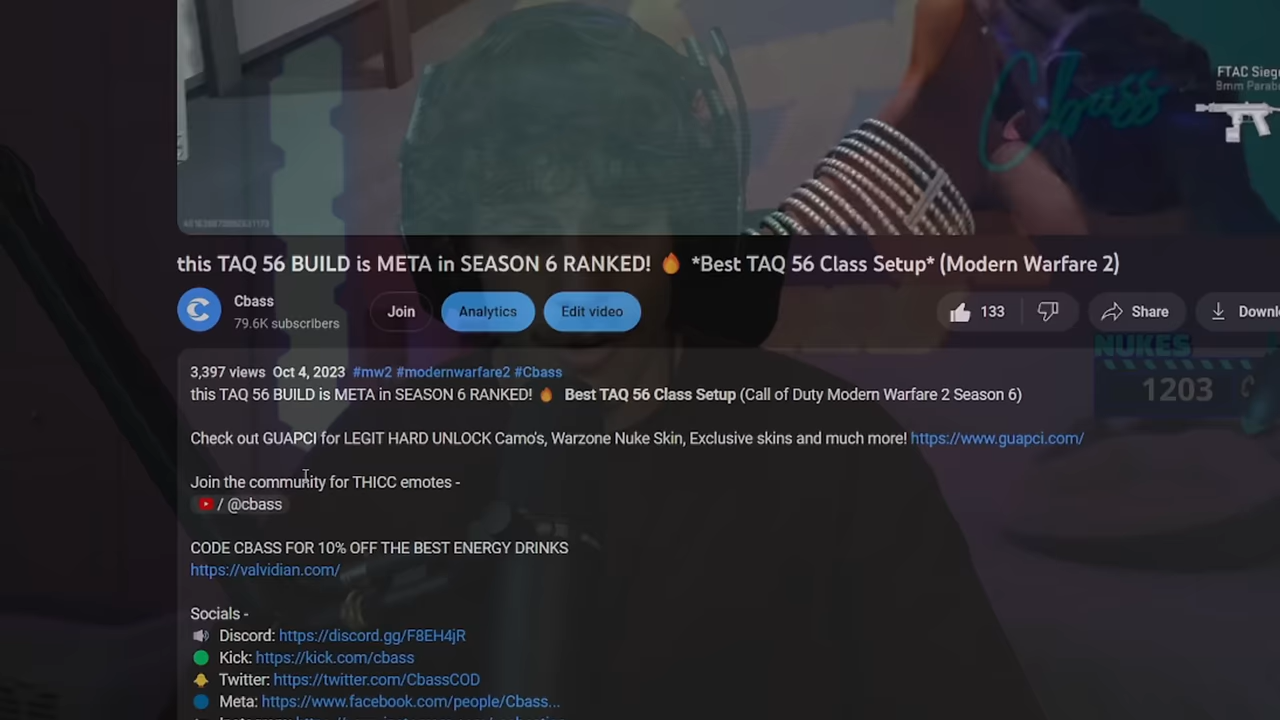 Cbass
FTAC Sieg
9mm Parab
this TAQ 56 BUILD is META in SEASON 6 RANKED! 🔥 *Best TAQ 56 Class Setup* (Modern Warfare 2)
Cbass
79.6K subscribers
Join
Analytics
Edit video
133
Share
Downl
NUKES
1203
3,397 views Oct 4, 2023 #mw2 #modernwarfare2 #Cbass
this TAQ 56 BUILD is META in SEASON 6 RANKED! 🔥 Best TAQ 56 Class Setup (Call of Duty Modern Warfare 2 Season 6)
Check out GUAPCI for LEGIT HARD UNLOCK Camo's, Warzone Nuke Skin, Exclusive skins and much more! https://www.guapci.com/
Join the community for THICC emotes -
/ @cbass
CODE CBASS FOR 10% OFF THE BEST ENERGY DRINKS
https://valvidian.com/
Socials -
Discord: https://discord.gg/F8EH4jR
Kick: https://kick.com/cbass
Twitter: https://twitter.com/CbassCOD
Meta: https://www.facebook.com/people/Cbass...